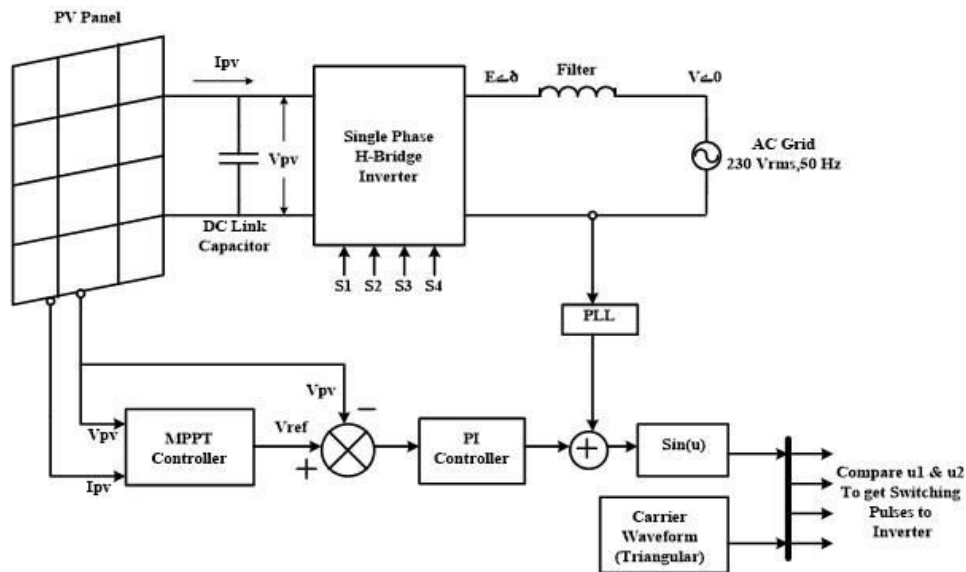 PV Panel
Ipv
Vpv
DC Link
Capacitor
Single Phase
H-Bridge
Inverter
S1 S2 S3 S4
E∠δ
Filter
V∠0
AC Grid
230 Vrms,50 Hz
PLL
Vpv
Ipv
MPPT
Controller
Vref
+
Vpv
−
PI
Controller
+
Sin(u)
Carrier
Waveform
(Triangular)
Compare u1 & u2
To get Switching
Pulses to
Inverter